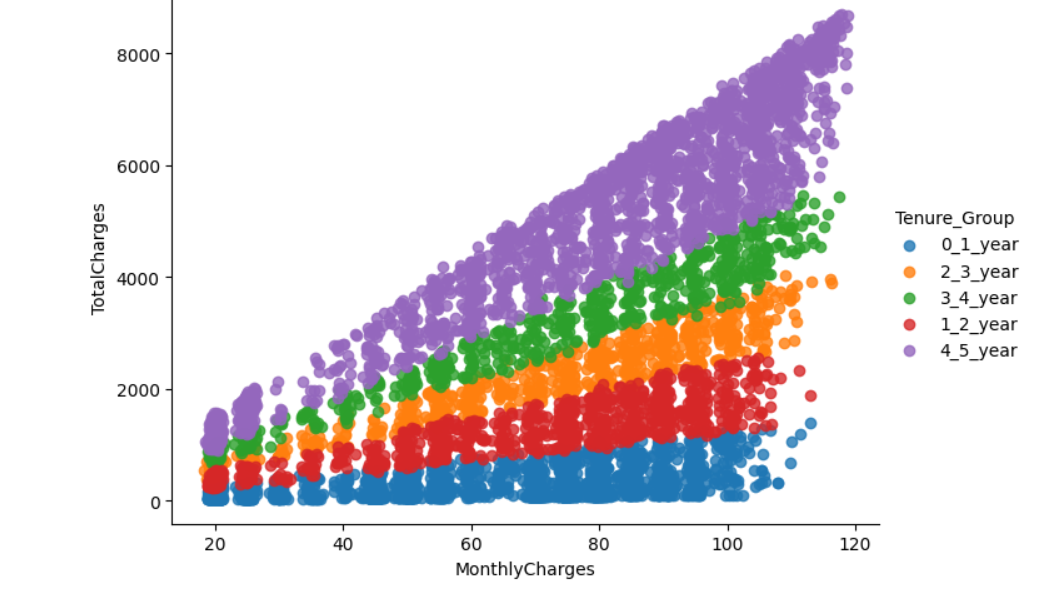 8000
6000
4000
2000
0
TotalCharges
20 40 60 80 100 120
MonthlyCharges
Tenure_Group
0_1_year
2_3_year
3_4_year
1_2_year
4_5_year